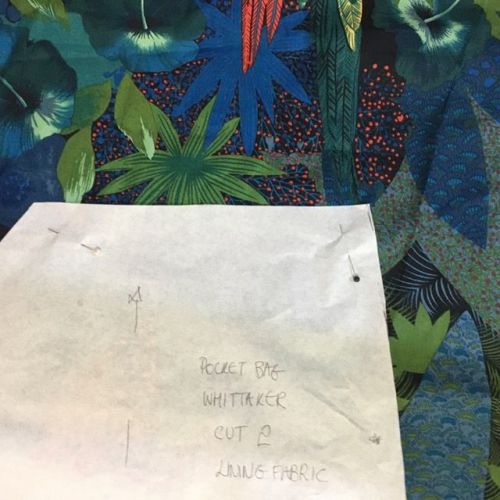 POCKET BAG
WHITTAKER
CUT 2
LINING FABRIC